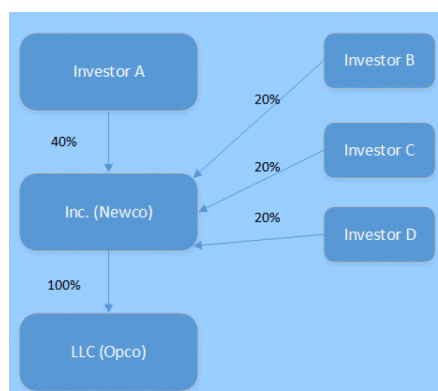 Investor A
Investor B
20%
40%
Investor C
20%
Inc. (Newco)
20%
Investor D
100%
LLC (Opco)